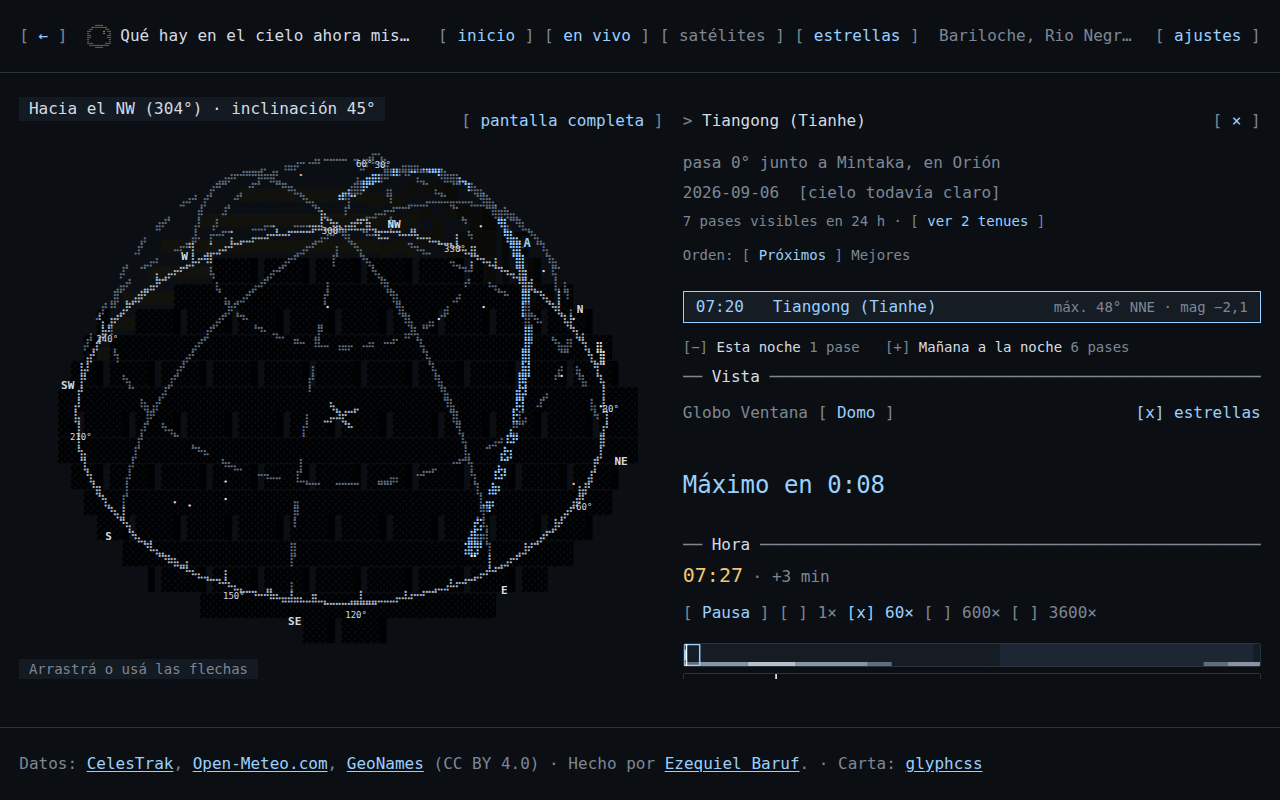 [ ← ] Qué hay en el cielo ahora mis… [ inicio ] [ en vivo ] [ satélites ] [ estrellas ] Bariloche, Rio Negr… [ ajustes ]
Hacia el NW (304°) · inclinación 45°
[ pantalla completa ]
60° 30°
300° NW
330° A
W
N
240°
SW
30°
210°
NE
60°
S
150° E
120°
SE
Arrastrá o usá las flechas
> Tiangong (Tianhe) [ × ]
pasa 0° junto a Mintaka, en Orión
2026-09-06 [cielo todavía claro]
7 pases visibles en 24 h · [ ver 2 tenues ]
Orden: [ Próximos ] Mejores
07:20 Tiangong (Tianhe) máx. 48° NNE · mag −2,1
[−] Esta noche 1 pase [+] Mañana a la noche 6 pases
Vista
Globo Ventana [ Domo ] [x] estrellas
Máximo en 0:08
Hora
07:27 · +3 min
[ Pausa ] [ ] 1× [x] 60× [ ] 600× [ ] 3600×
Datos: CelesTrak, Open-Meteo.com, GeoNames (CC BY 4.0) · Hecho por Ezequiel Baruf. · Carta: glyphcss